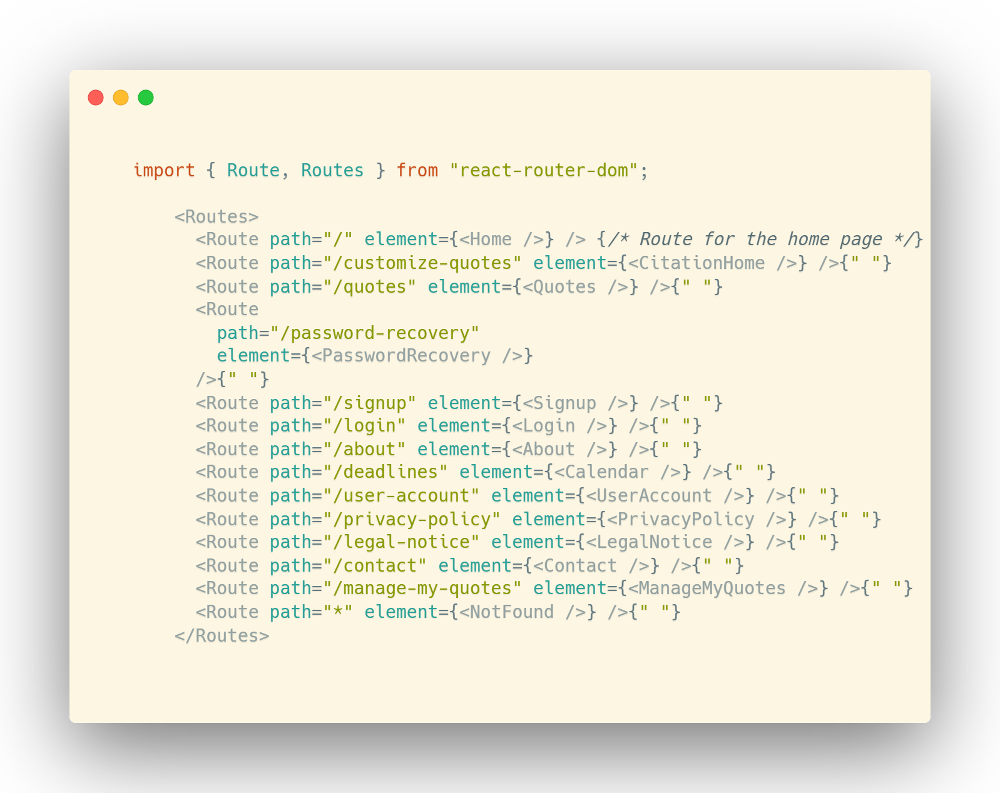 import { Route, Routes } from "react-router-dom";
<Routes>
<Route path="/" element={<Home />} /> {/* Route for the home page */}
<Route path="/customize-quotes" element={<CitationHome />} />{" "}
<Route path="/quotes" element={<Quotes />} />{" "}
<Route
path="/password-recovery"
element={<PasswordRecovery />}
/>{" "}
<Route path="/signup" element={<Signup />} />{" "}
<Route path="/login" element={<Login />} />{" "}
<Route path="/about" element={<About />} />{" "}
<Route path="/deadlines" element={<Calendar />} />{" "}
<Route path="/user-account" element={<UserAccount />} />{" "}
<Route path="/privacy-policy" element={<PrivacyPolicy />} />{" "}
<Route path="/legal-notice" element={<LegalNotice />} />{" "}
<Route path="/contact" element={<Contact />} />{" "}
<Route path="/manage-my-quotes" element={<ManageMyQuotes />} />{" "}
<Route path="*" element={<NotFound />} />{" "}
</Routes>